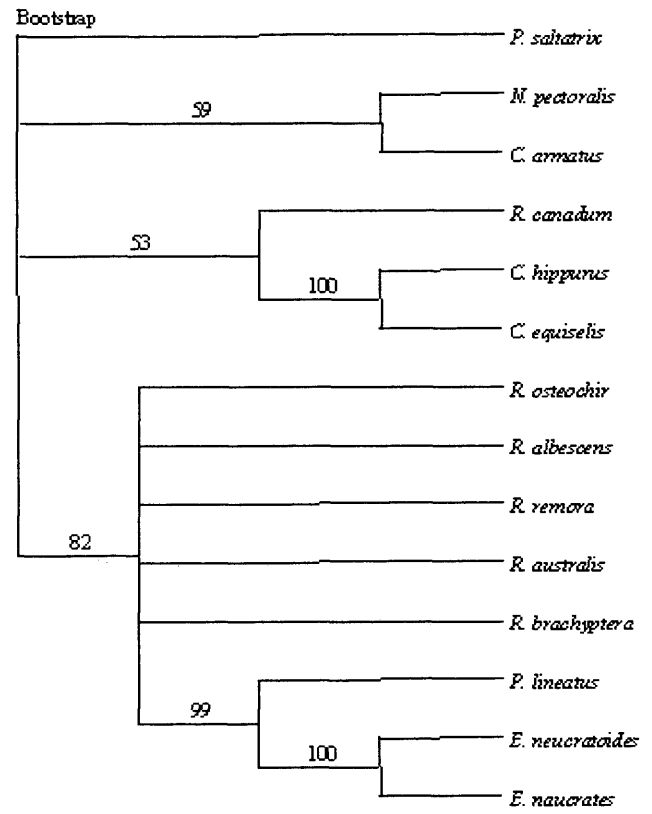 Bootstrap
P. saltatrix
59
N. pectoralis
C. armatus
R. canadum
53
C. hippurus
100
C. equiselis
R. osteochir
R. albescens
R. remora
82
R. australis
R. brachyptera
P. lineatus
99
E. neucratoides
100
E. naucrates